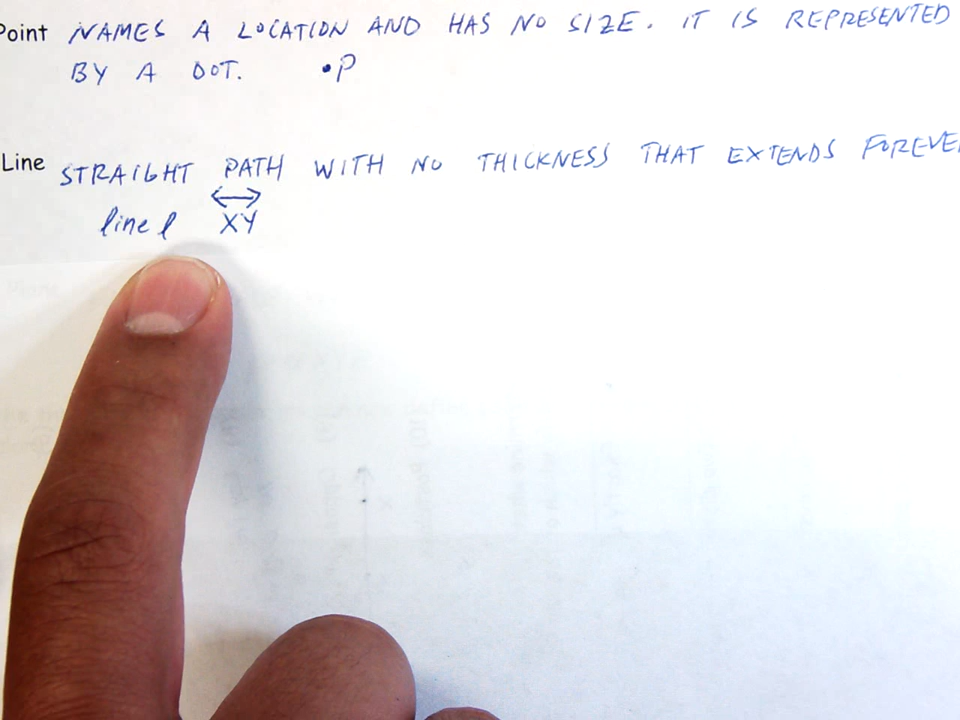 Point NAMES A LOCATION AND HAS NO SIZE. IT IS REPRESENTED
BY A DOT. •P
Line STRAIGHT PATH WITH NO THICKNESS THAT EXTENDS
line l XY